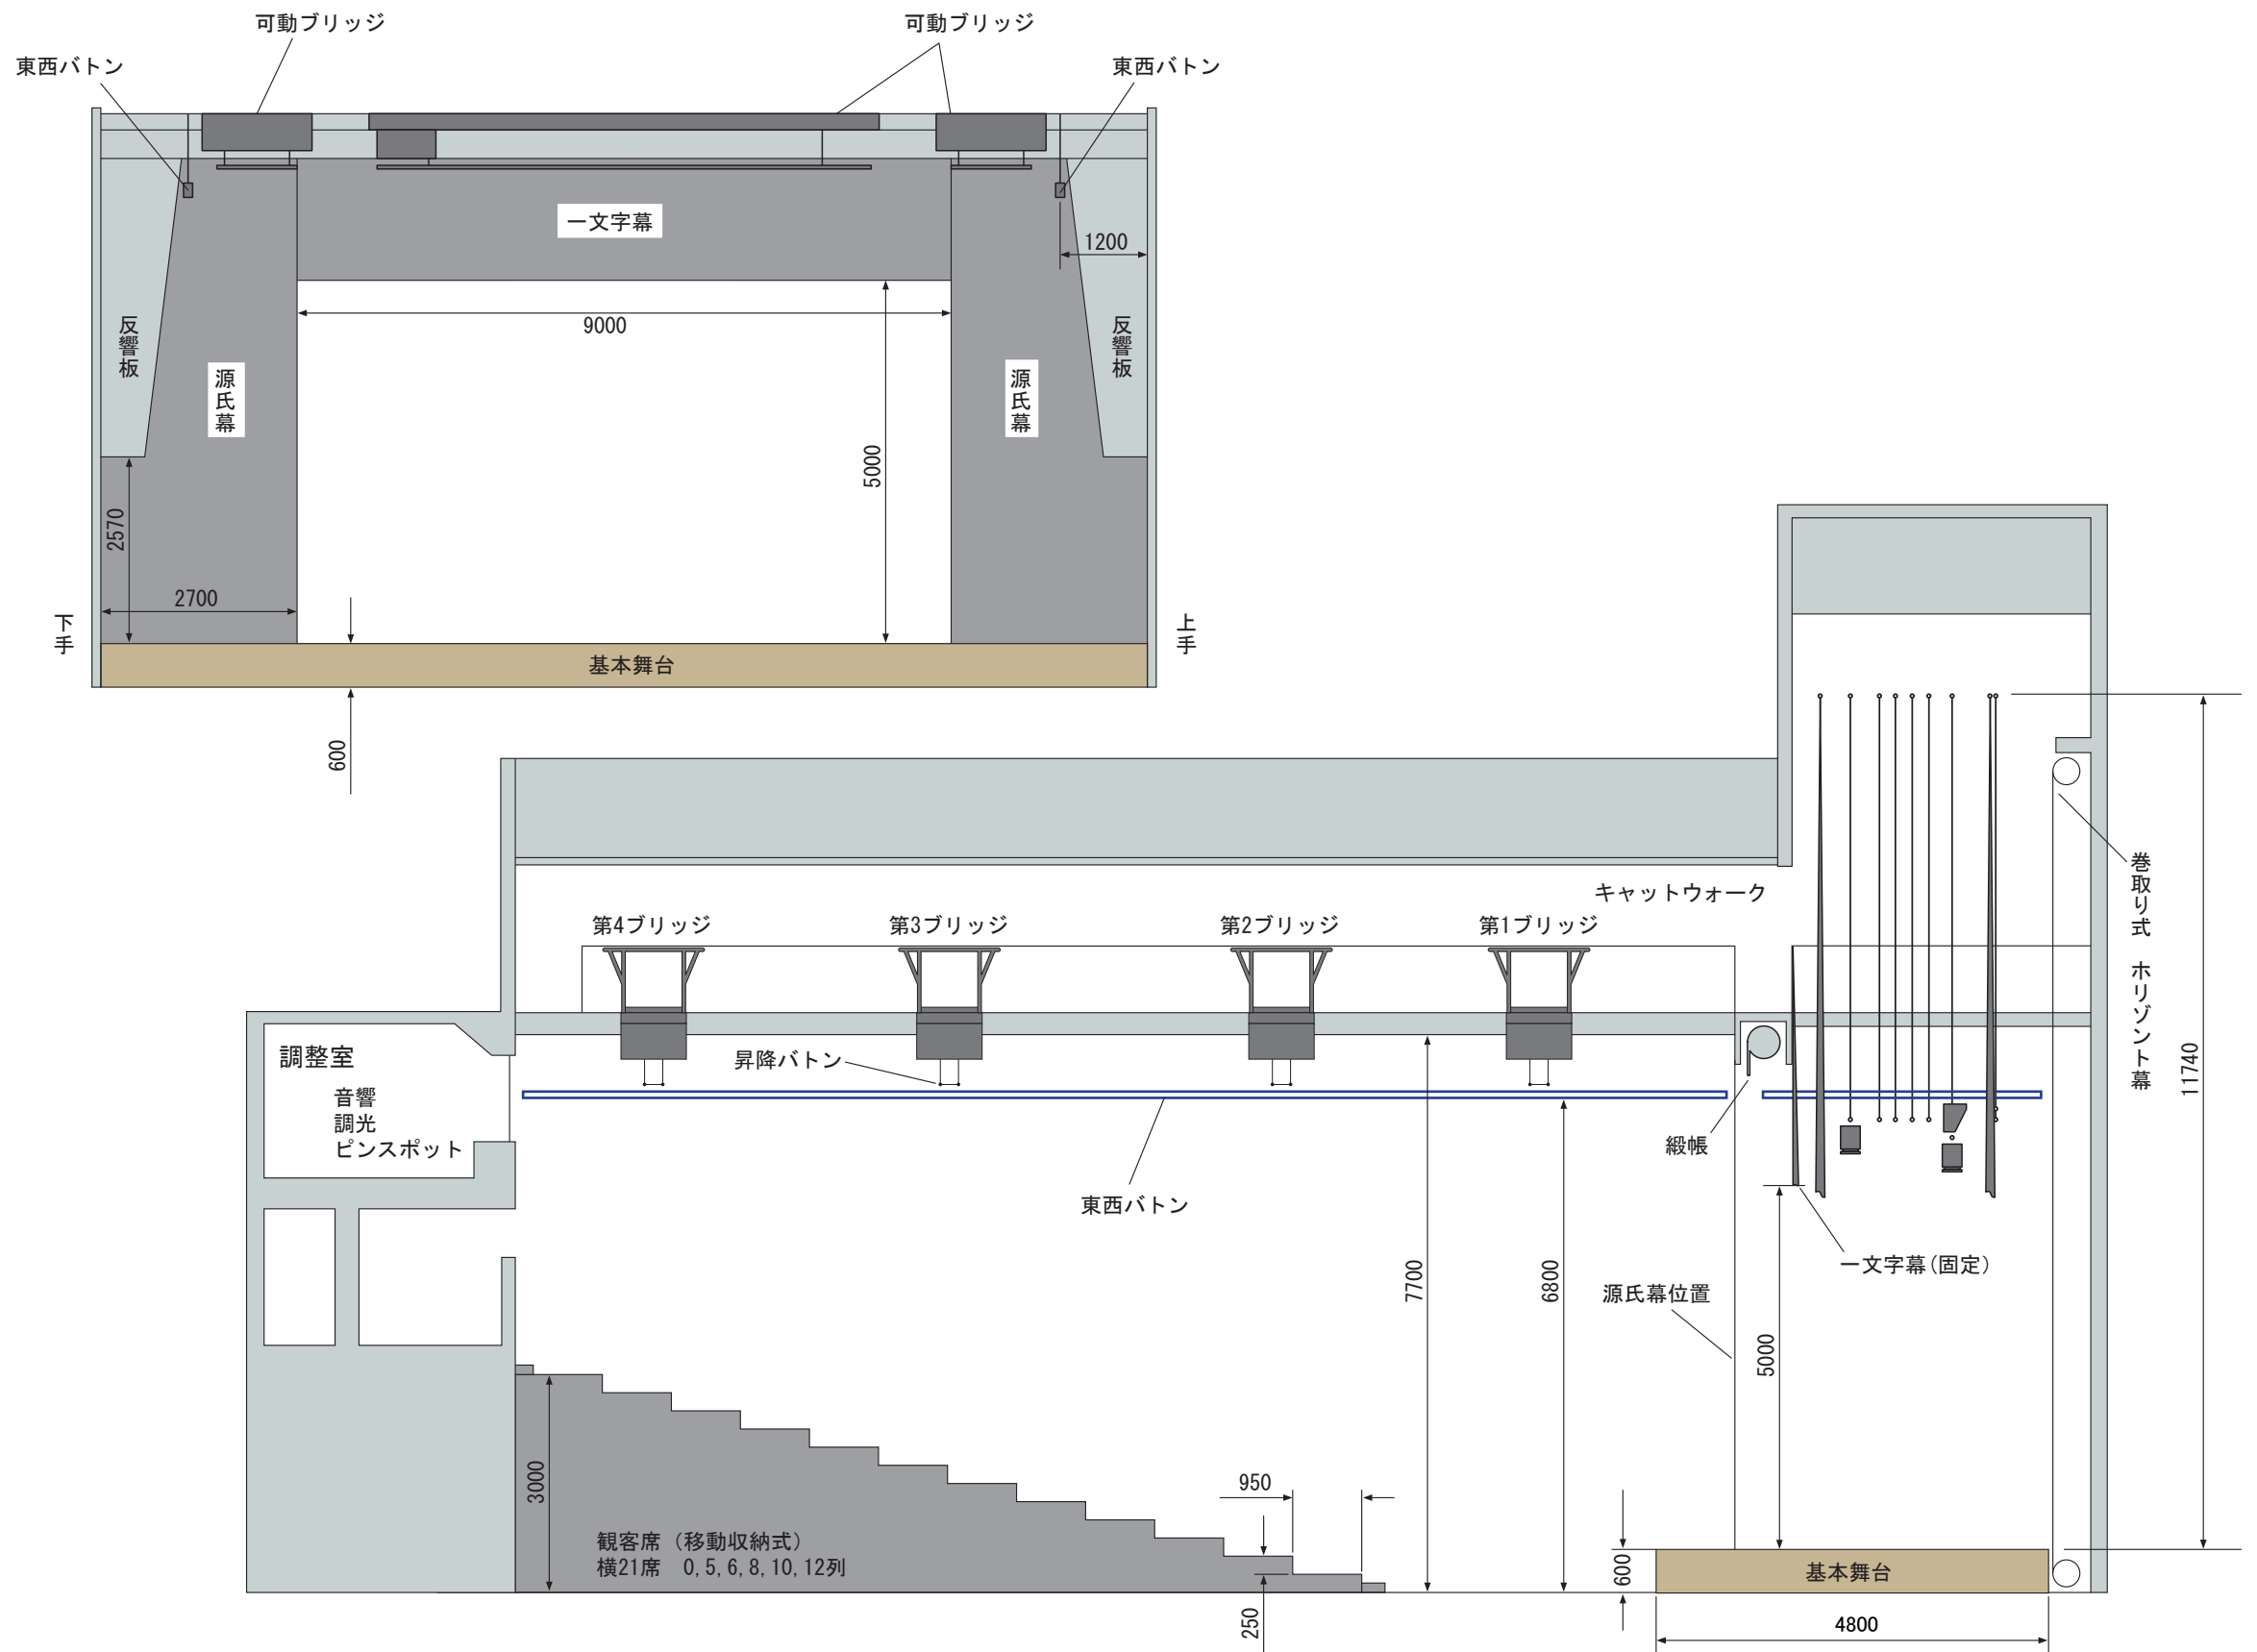 可動ブリッジ
可動ブリッジ
東西バトン
東西バトン
一文字幕
1200
9000
反響板
反響板
源氏幕
源氏幕
5000
2570
2700
下手
上手
基本舞台
600
キャットウォーク
巻取り式 ホリゾント幕
第4ブリッジ
第3ブリッジ
第2ブリッジ
第1ブリッジ
調整室
音響
調光
ピンスポット
昇降バトン
緞帳
東西バトン
11740
一文字幕(固定)
源氏幕位置
7700
6800
5000
3000
950
観客席 (移動収納式)
横21席 0,5,6,8,10,12列
250
600
基本舞台
4800